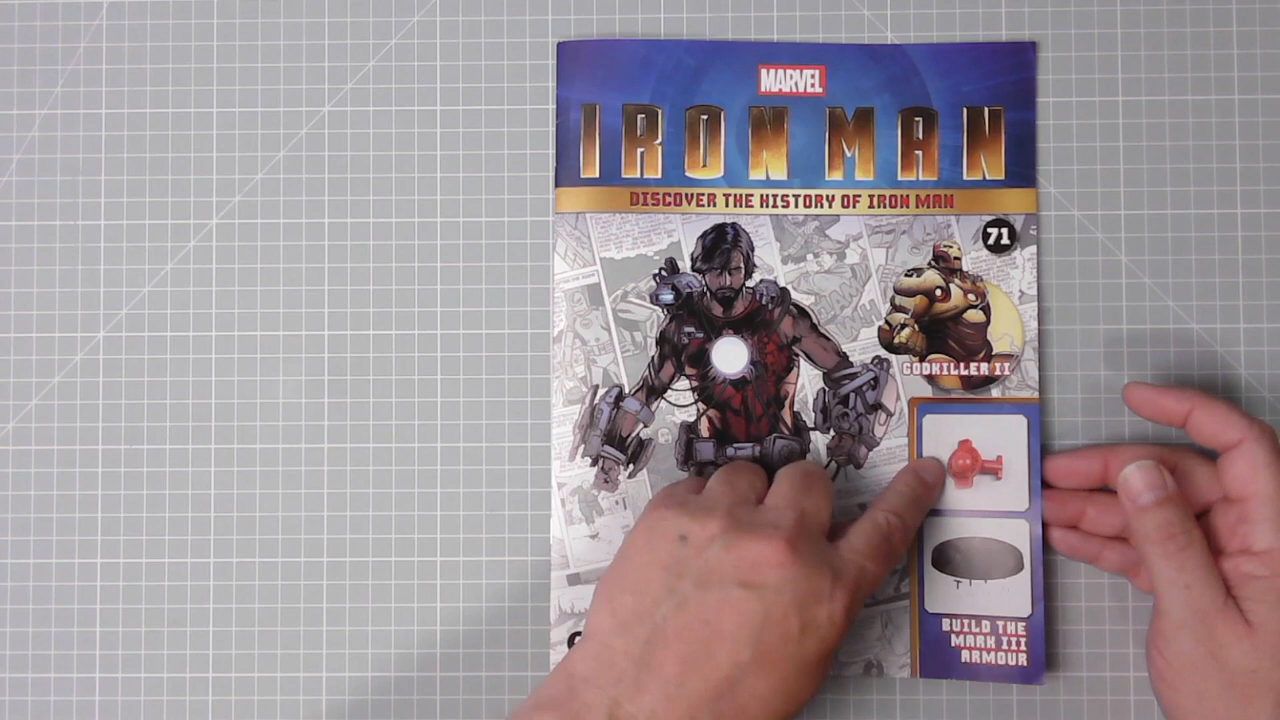 MARVEL
IRON MAN
DISCOVER THE HISTORY OF IRON MAN
71
GODKILLER II
BUILD THE
MARK III
ARMOUR